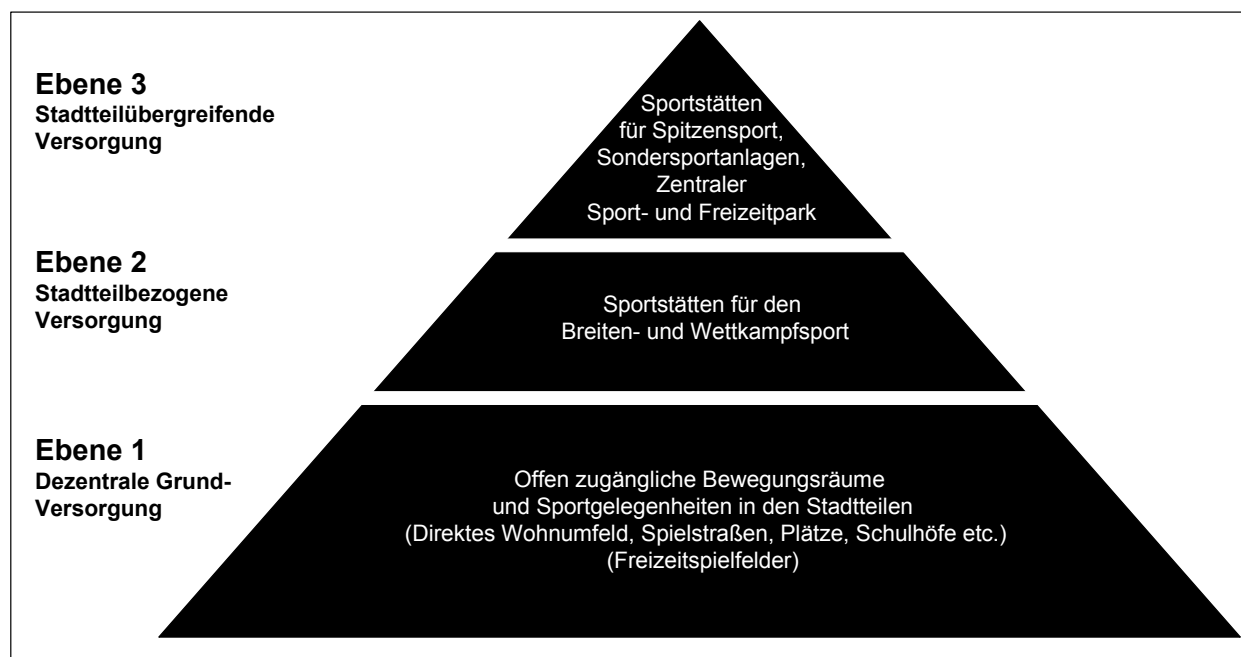 Ebene 3
Stadtteilübergreifende
Versorgung
Sportstätten
für Spitzensport,
Sondersportanlagen,
Zentraler
Sport- und Freizeitpark
Ebene 2
Stadtteilbezogene
Versorgung
Sportstätten für den
Breiten- und Wettkampfsport
Ebene 1
Dezentrale Grund-
Versorgung
Offen zugängliche Bewegungsräume
und Sportgelegenheiten in den Stadtteilen
(Direktes Wohnumfeld, Spielstraßen, Plätze, Schulhöfe etc.)
(Freizeitspielfelder)